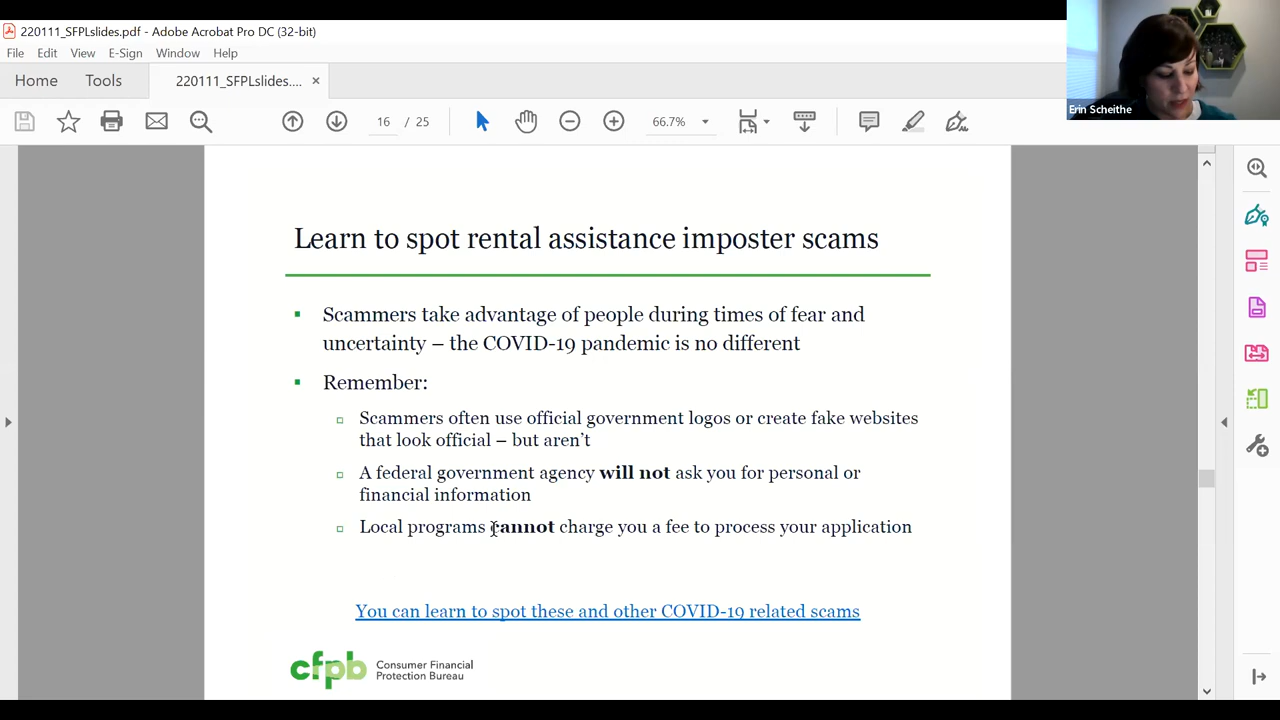 220111_SFPLslides.pdf - Adobe Acrobat Pro DC (32-bit)
File Edit View E-Sign Window Help
Home Tools 220111_SFPLslides.... ×
16 / 25 66.7%
Erin Scheithe
Learn to spot rental assistance imposter scams
Scammers take advantage of people during times of fear and
uncertainty – the COVID-19 pandemic is no different
Remember:
Scammers often use official government logos or create fake websites
that look official – but aren't
A federal government agency will not ask you for personal or
financial information
Local programs cannot charge you a fee to process your application
You can learn to spot these and other COVID-19 related scams
cfpb Consumer Financial
Protection Bureau